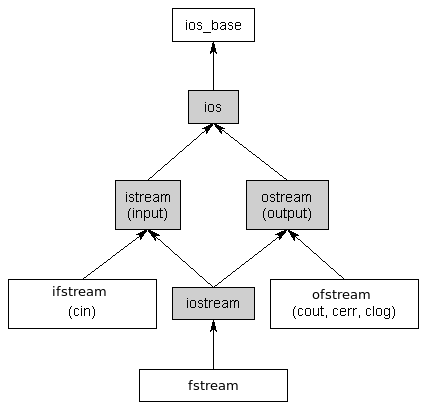 ios_base
ios
istream
(input)
ostream
(output)
ifstream
(cin)
iostream
ofstream
(cout, cerr, clog)
fstream